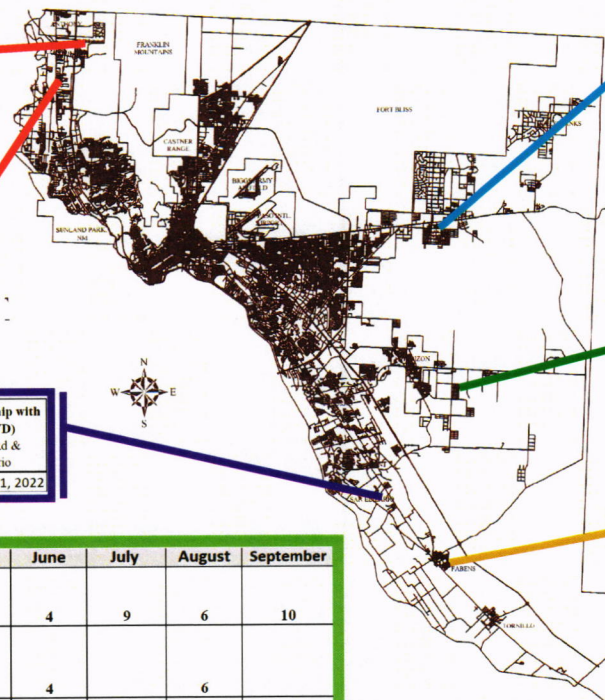 FRANKLIN
MOUNTAINS
CASTNER
RANGE
FORT BLISS
SUNLAND PARK
NM
N
W
E
S
FABENS
TORNILLO
ip with
d &
rio
1, 2022
June July August September
4 9 6 10
4 6